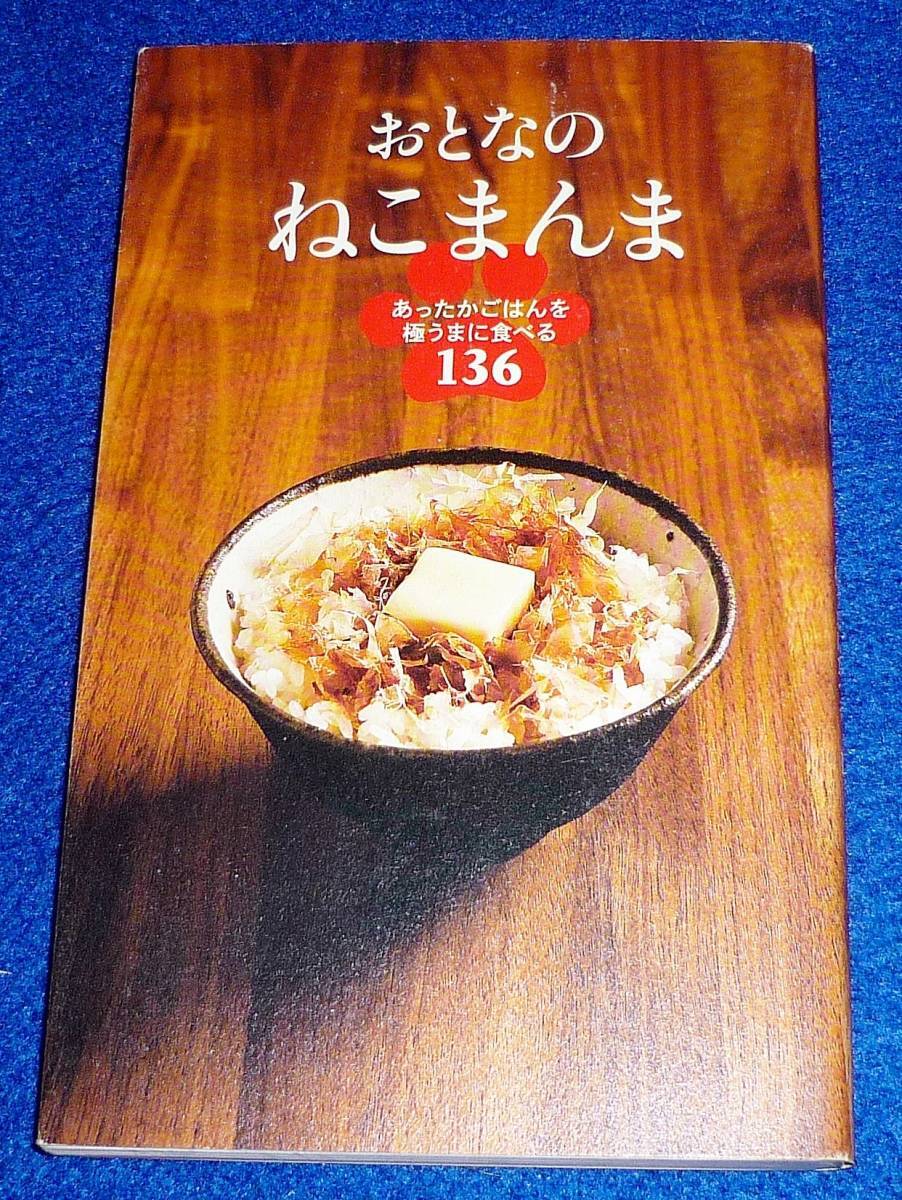 おとなの
ねこまんま
あったかごはんを
極うまに食べる
136